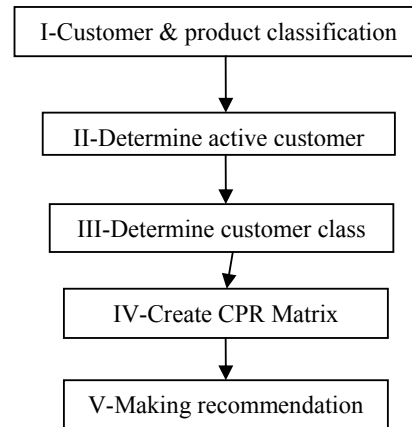 I-Customer & product classification
II-Determine active customer
III-Determine customer class
IV-Create CPR Matrix
V-Making recommendation